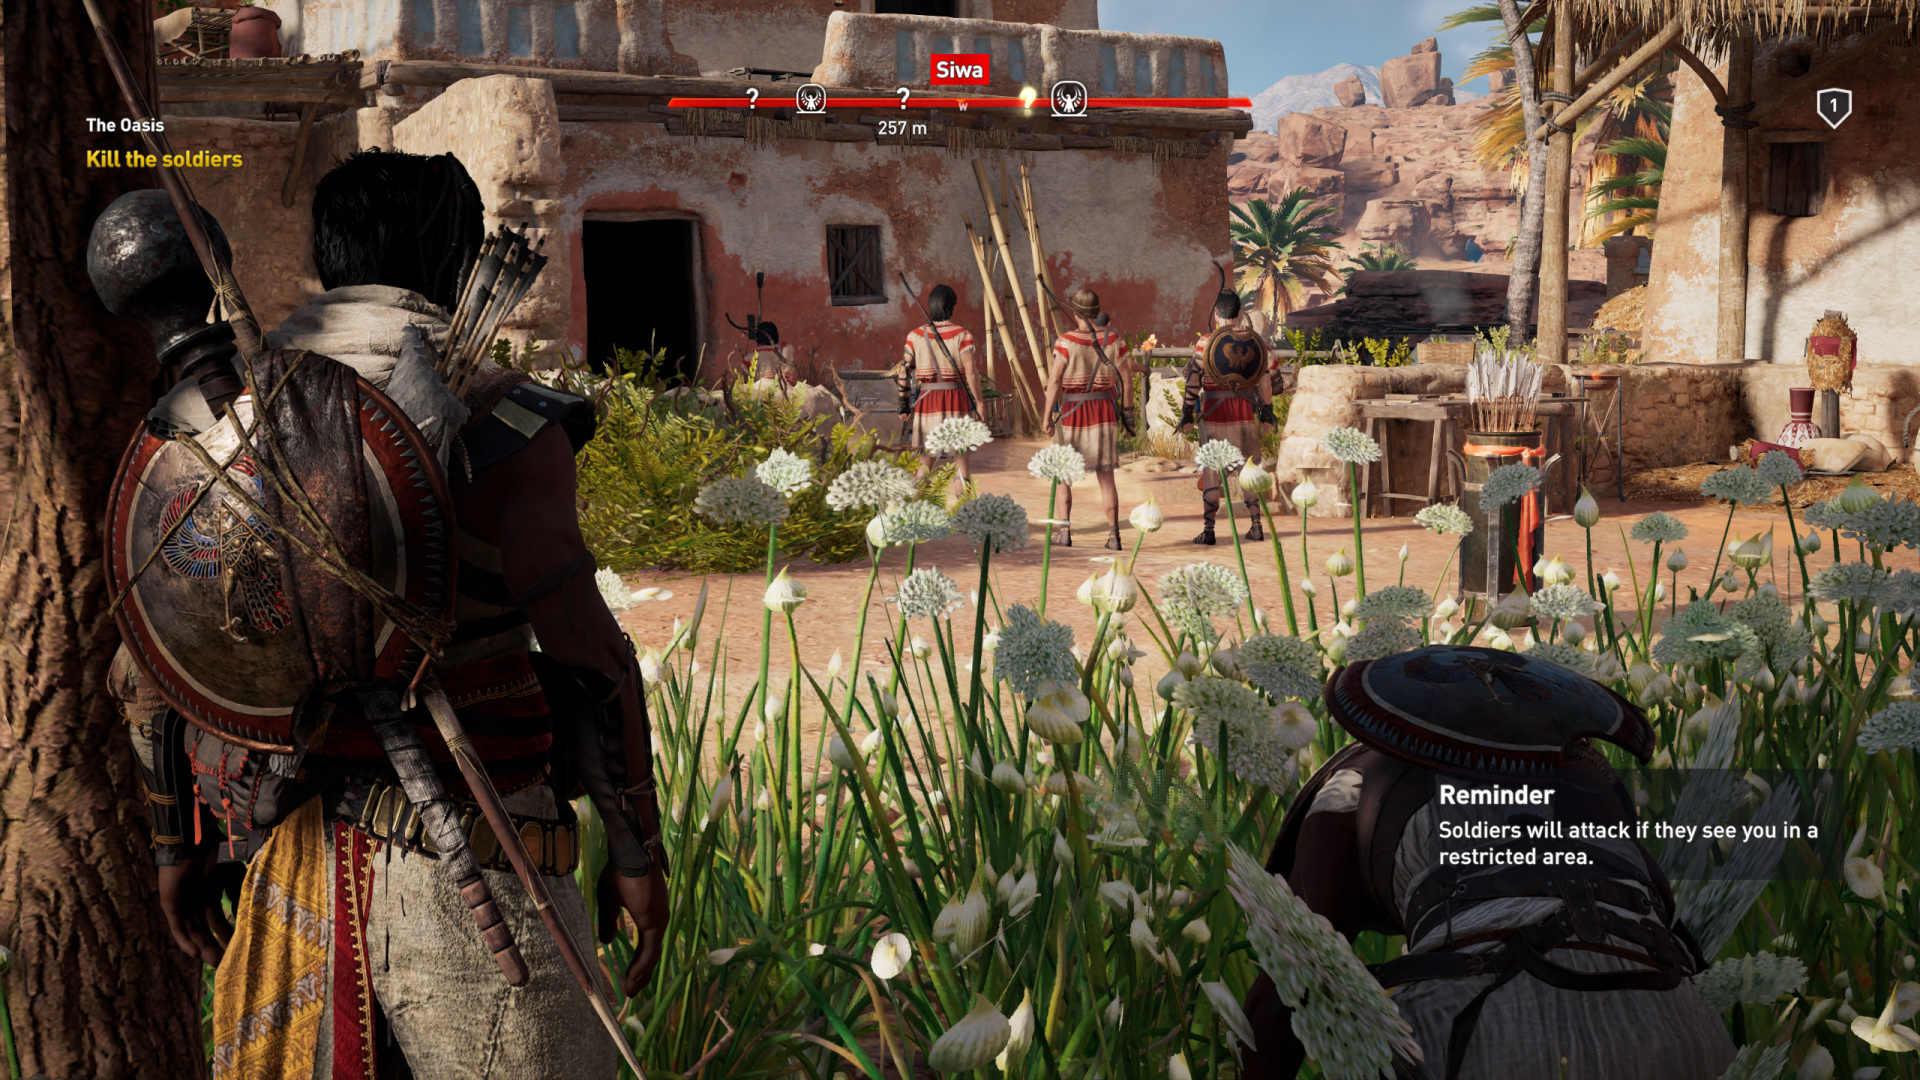 Siwa
? ? ?
W
257 m
1
The Oasis
Kill the soldiers
Reminder
Soldiers will attack if they see you in a
restricted area.